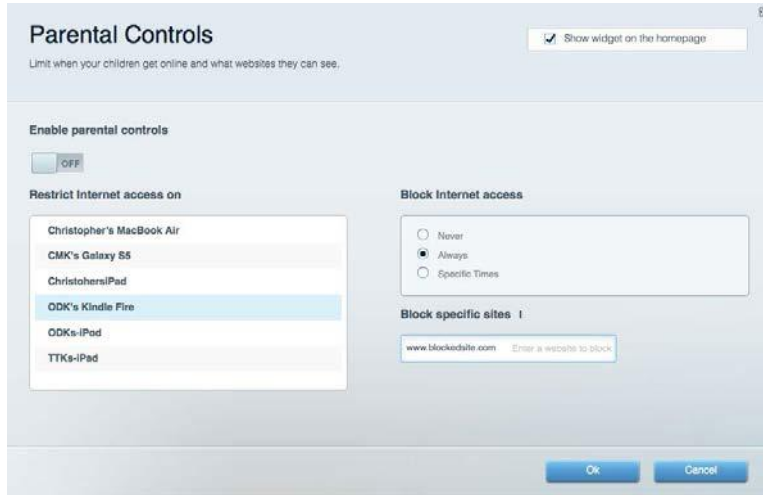 Parental Controls
Show widget on the homepage
Limit when your children get online and what websites they can see.
Enable parental controls
OFF
Restrict Internet access on
Christopher's MacBook Air
CMK's Galaxy S5
ChristohersiPad
ODK's Kindle Fire
ODKs-iPod
TTKs-iPad
Block Internet access
Never
Always
Specific Times
Block specific sites
www.blockedsite.com Enter a website to block
Ok Cancel